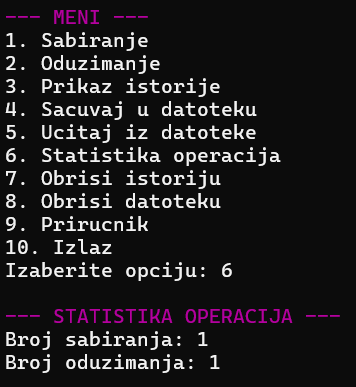 --- MENI ---
1. Sabiranje
2. Oduzimanje
3. Prikaz istorije
4. Sacuvaj u datoteku
5. Ucitaj iz datoteke
6. Statistika operacija
7. Obrisi istoriju
8. Obrisi datoteku
9. Prirucnik
10. Izlaz
Izaberite opciju: 6
--- STATISTIKA OPERACIJA ---
Broj sabiranja: 1
Broj oduzimanja: 1